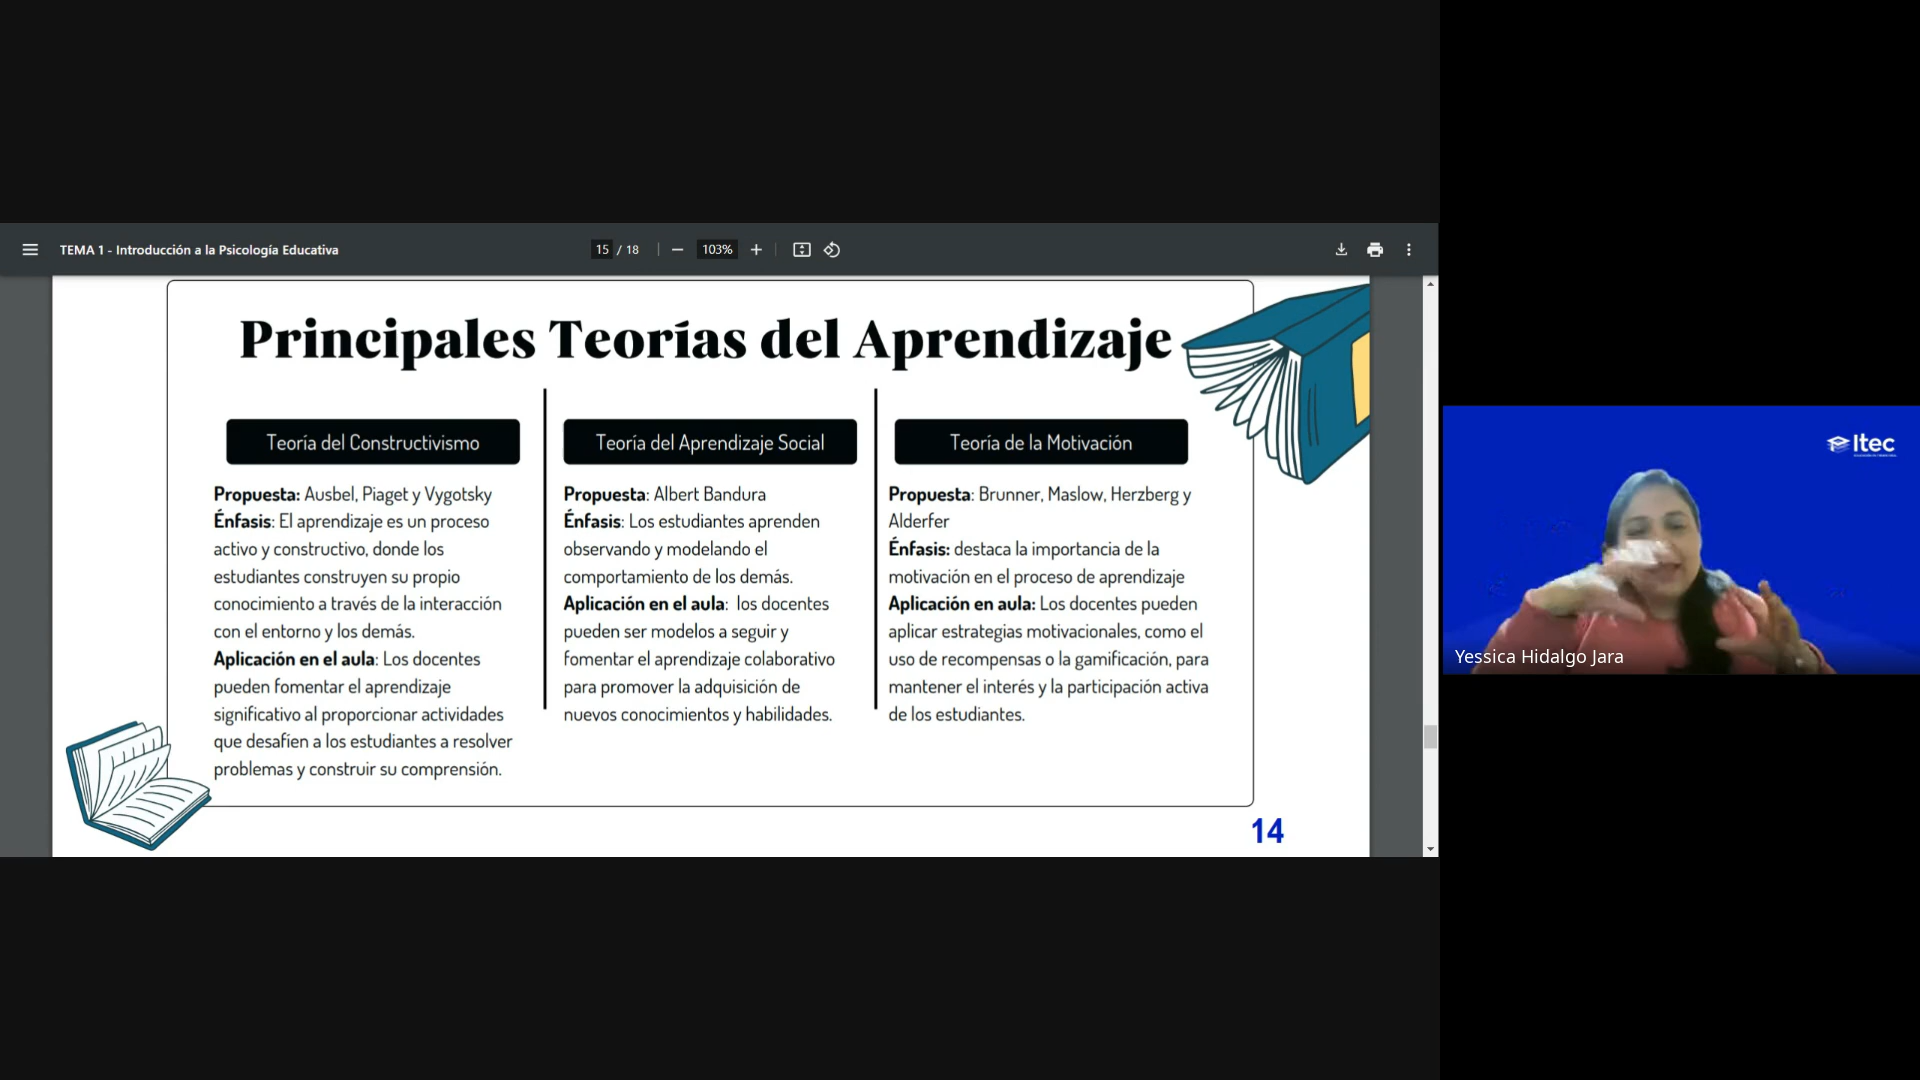 TEMA 1 - Introducción a la Psicología Educativa
15 / 18
103%
Principales Teorías del Aprendizaje
Teoría del Constructivismo
Propuesta: Ausbel, Piaget y Vygotsky
Énfasis: El aprendizaje es un proceso
activo y constructivo, donde los
estudiantes construyen su propio
conocimiento a través de la interacción
con el entorno y los demás.
Aplicación en el aula: Los docentes
pueden fomentar el aprendizaje
significativo al proporcionar actividades
que desafíen a los estudiantes a resolver
problemas y construir su comprensión.
Teoría del Aprendizaje Social
Propuesta: Albert Bandura
Énfasis: Los estudiantes aprenden
observando y modelando el
comportamiento de los demás.
Aplicación en el aula: los docentes
pueden ser modelos a seguir y
fomentar el aprendizaje colaborativo
para promover la adquisición de
nuevos conocimientos y habilidades.
Teoría de la Motivación
Propuesta: Brunner, Maslow, Herzberg y
Alderfer
Énfasis: destaca la importancia de la
motivación en el proceso de aprendizaje
Aplicación en aula: Los docentes pueden
aplicar estrategias motivacionales, como el
uso de recompensas o la gamificación, para
mantener el interés y la participación activa
de los estudiantes.
14
Itec
Yessica Hidalgo Jara